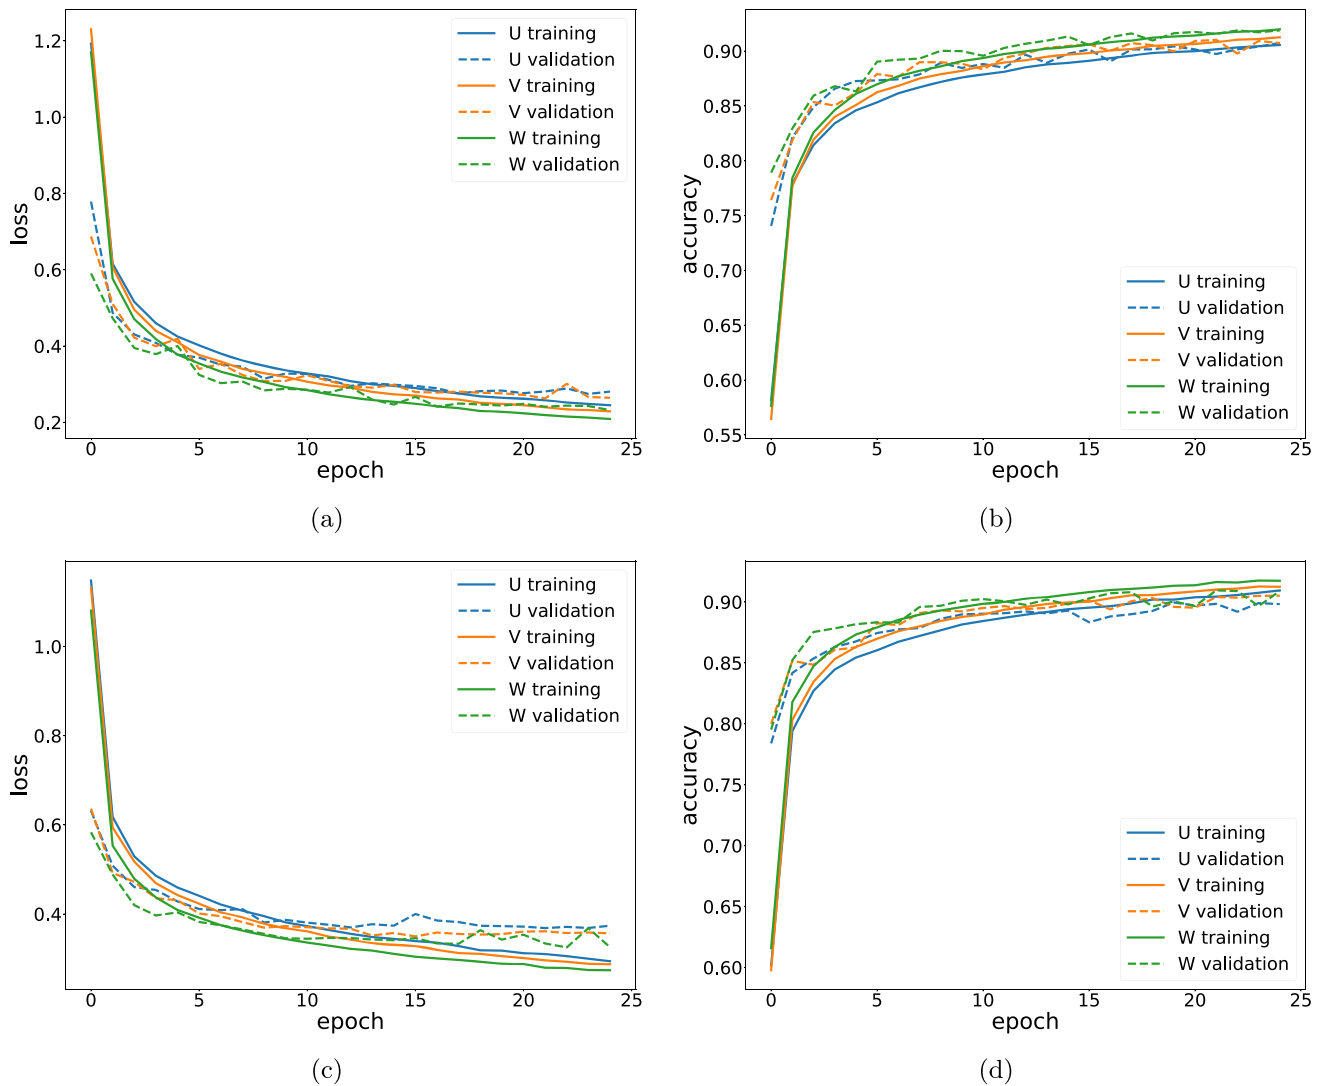 1.2
1.0
0.8
0.6
0.4
0.2
loss
0 5 10 15 20 25
epoch
U training
U validation
V training
V validation
W training
W validation
(a)
0.90
0.85
0.80
0.75
0.70
0.65
0.60
0.55
accuracy
0 5 10 15 20 25
epoch
U training
U validation
V training
V validation
W training
W validation
(b)
1.0
0.8
0.6
0.4
loss
0 5 10 15 20 25
epoch
U training
U validation
V training
V validation
W training
W validation
(c)
0.90
0.85
0.80
0.75
0.70
0.65
0.60
accuracy
0 5 10 15 20 25
epoch
U training
U validation
V training
V validation
W training
W validation
(d)